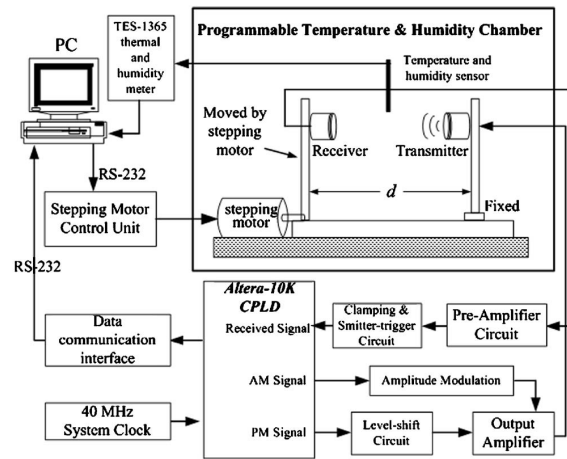 TES-1365
thermal
and
humidity
meter
PC
Programmable Temperature & Humidity Chamber
Temperature and
humidity sensor
Moved by
stepping
motor
Receiver
Transmitter
RS-232
d
Stepping Motor
Control Unit
stepping
motor
Fixed
RS-232
Altera-10K
CPLD
Data
communication
interface
Received Signal
Clamping &
Smitter-trigger
Circuit
Pre-Amplifier
Circuit
AM Signal
Amplitude Modulation
40 MHz
System Clock
PM Signal
Level-shift
Circuit
Output
Amplifier